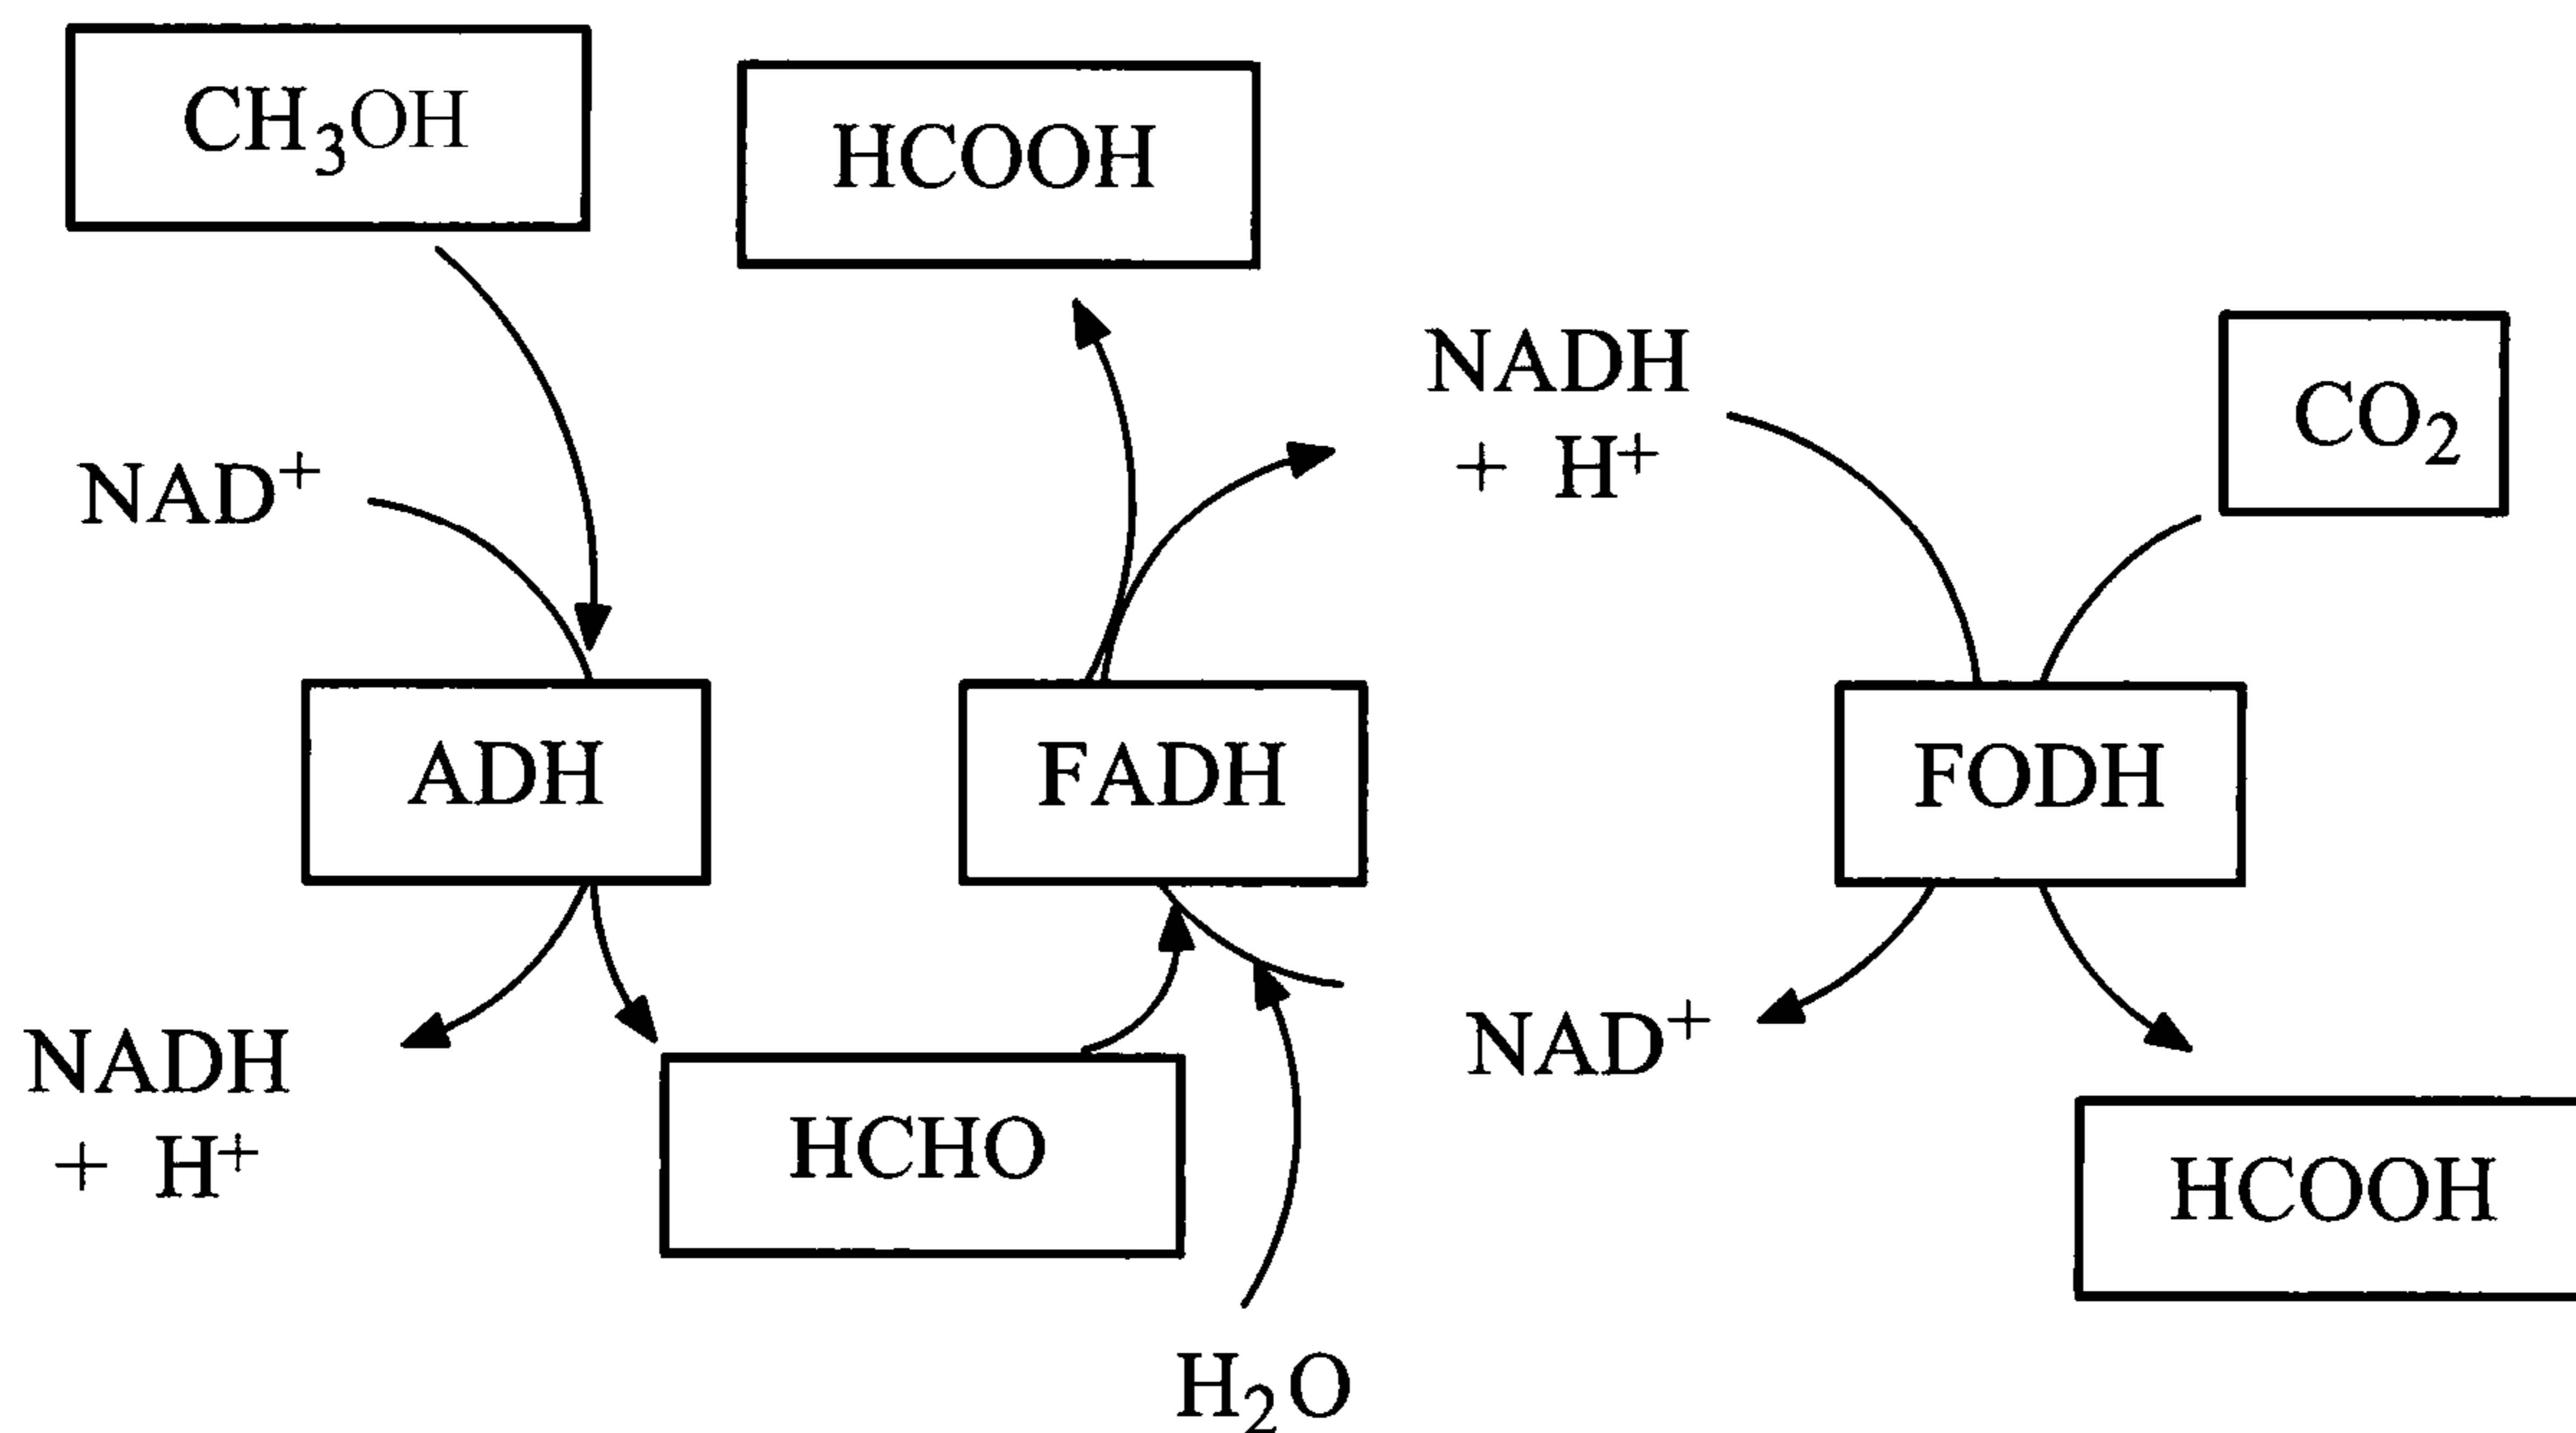 CH₃OH
HCOOH
NADH
+ H⁺
CO₂
NAD⁺
ADH
FADH
FODH
NADH
+ H⁺
HCHO
NAD⁺
HCOOH
H₂O